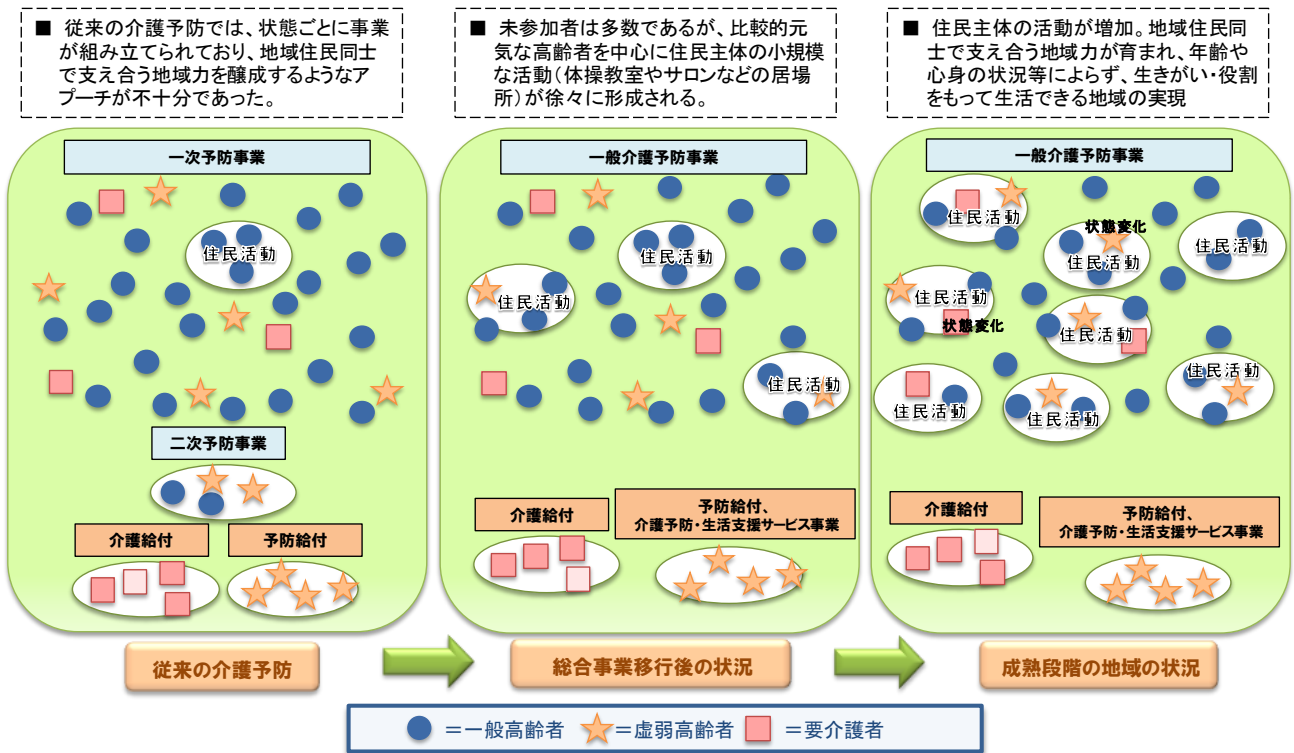 ■ 従来の介護予防では、状態ごとに事業
が組み立てられており、地域住民同士
で支え合う地域力を醸成するようなア
プーチが不十分であった。
■ 未参加者は多数であるが、比較的元
気な高齢者を中心に住民主体の小規模
な活動(体操教室やサロンなどの居場
所)が徐々に形成される。
■ 住民主体の活動が増加。地域住民同
士で支え合う地域力が育まれ、年齢や
心身の状況等によらず、生きがい・役割
をもって生活できる地域の実現
一次予防事業
住民活動
二次予防事業
介護給付
予防給付
従来の介護予防
一般介護予防事業
住民活動
住民活動
住民活動
介護給付
予防給付、
介護予防・生活支援サービス事業
総合事業移行後の状況
一般介護予防事業
住民活動
状態変化
住民活動
住民活動
住民活動
状態変化
住民活動
住民活動
住民活動
住民活動
介護給付
予防給付、
介護予防・生活支援サービス事業
成熟段階の地域の状況
=一般高齢者 =虚弱高齢者 =要介護者